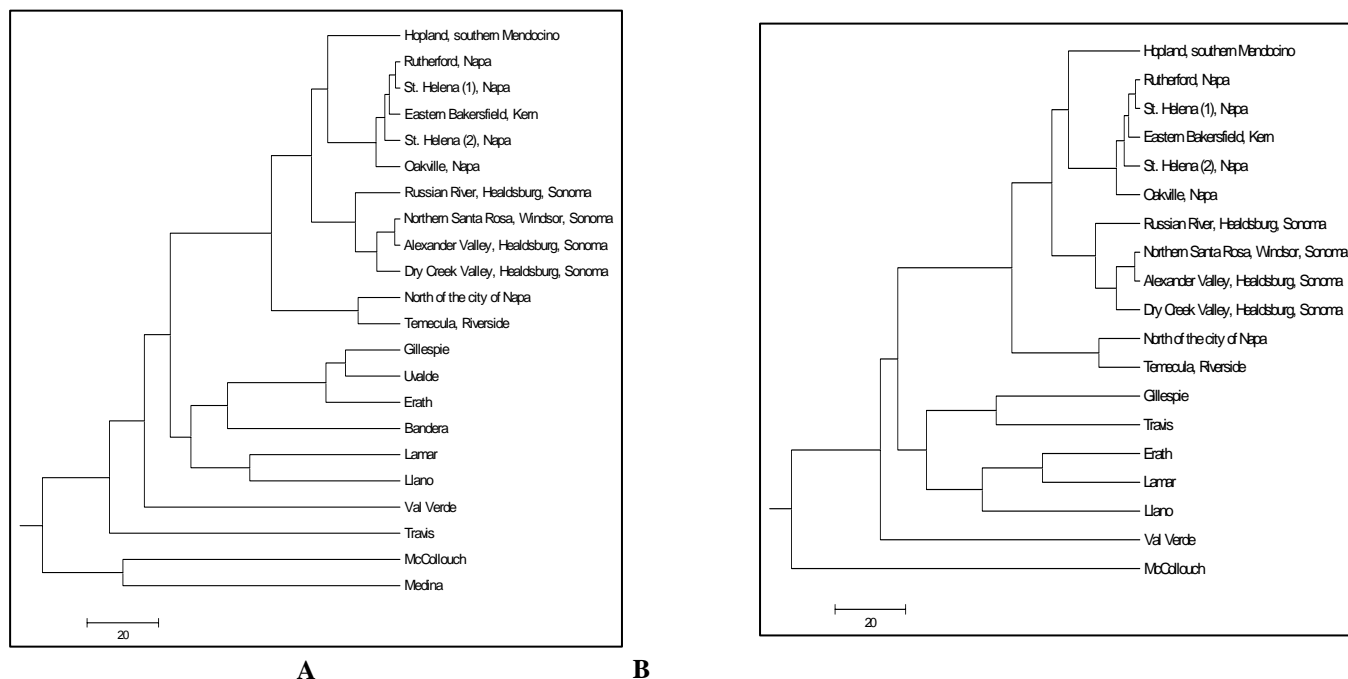 Hopland, southern Mendocino
Rutherford, Napa
St. Helena (1), Napa
Eastern Bakersfield, Kern
St. Helena (2), Napa
Oakville, Napa
Russian River, Healdsburg, Sonoma
Northern Santa Rosa, Windsor, Sonoma
Alexander Valley, Healdsburg, Sonoma
Dry Creek Valley, Healdsburg, Sonoma
North of the city of Napa
Temecula, Riverside
Gillespie
Uvalde
Erath
Bandera
Lamar
Llano
Val Verde
Travis
McCollouch
Medina
20
A
Hopland, southern Mendocino
Rutherford, Napa
St. Helena (1), Napa
Eastern Bakersfield, Kern
St. Helena (2), Napa
Oakville, Napa
Russian River, Healdsburg, Sonoma
Northern Santa Rosa, Windsor, Sonoma
Alexander Valley, Healdsburg, Sonoma
Dry Creek Valley, Healdsburg, Sonoma
North of the city of Napa
Temecula, Riverside
Gillespie
Travis
Erath
Lamar
Llano
Val Verde
McCollouch
20
B